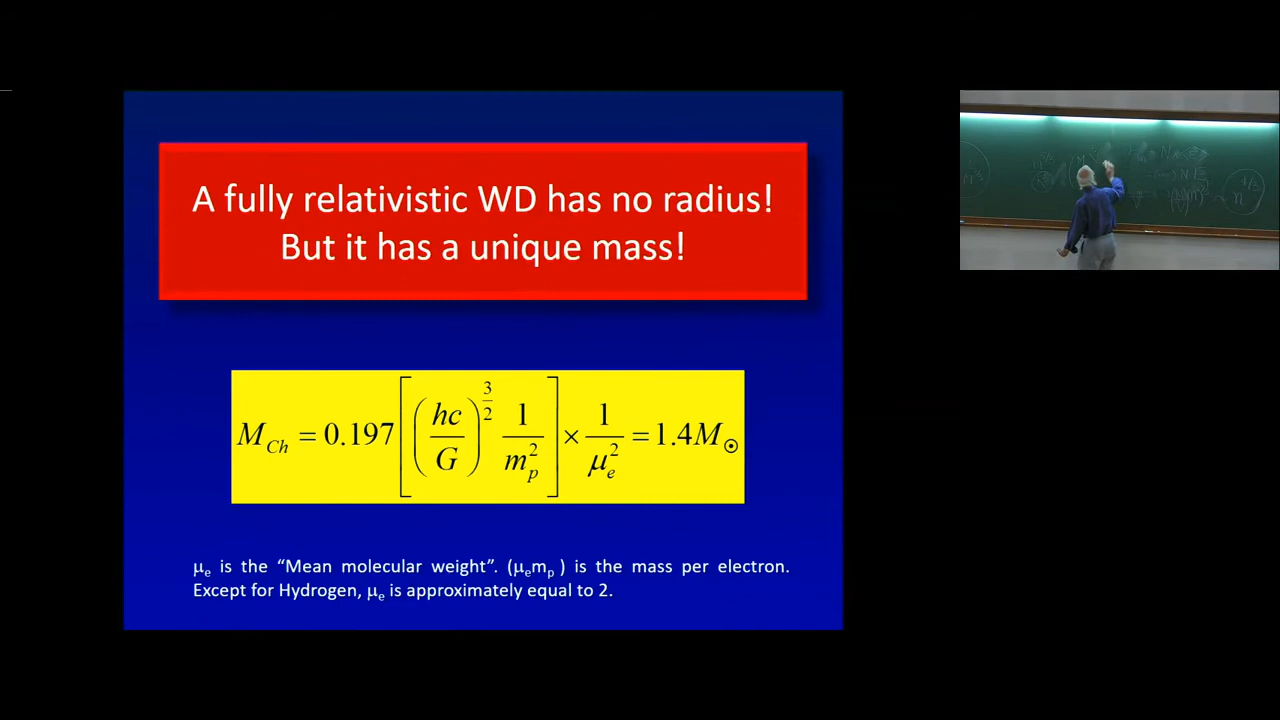 A fully relativistic WD has no radius!
But it has a unique mass!
M_Ch = 0.197 [ (hc/G)^(3/2) 1/m_p^2 ] × 1/μ_e^2 = 1.4M_⊙
μ_e is the “Mean molecular weight”. (μ_em_p ) is the mass per electron.
Except for Hydrogen, μ_e is approximately equal to 2.